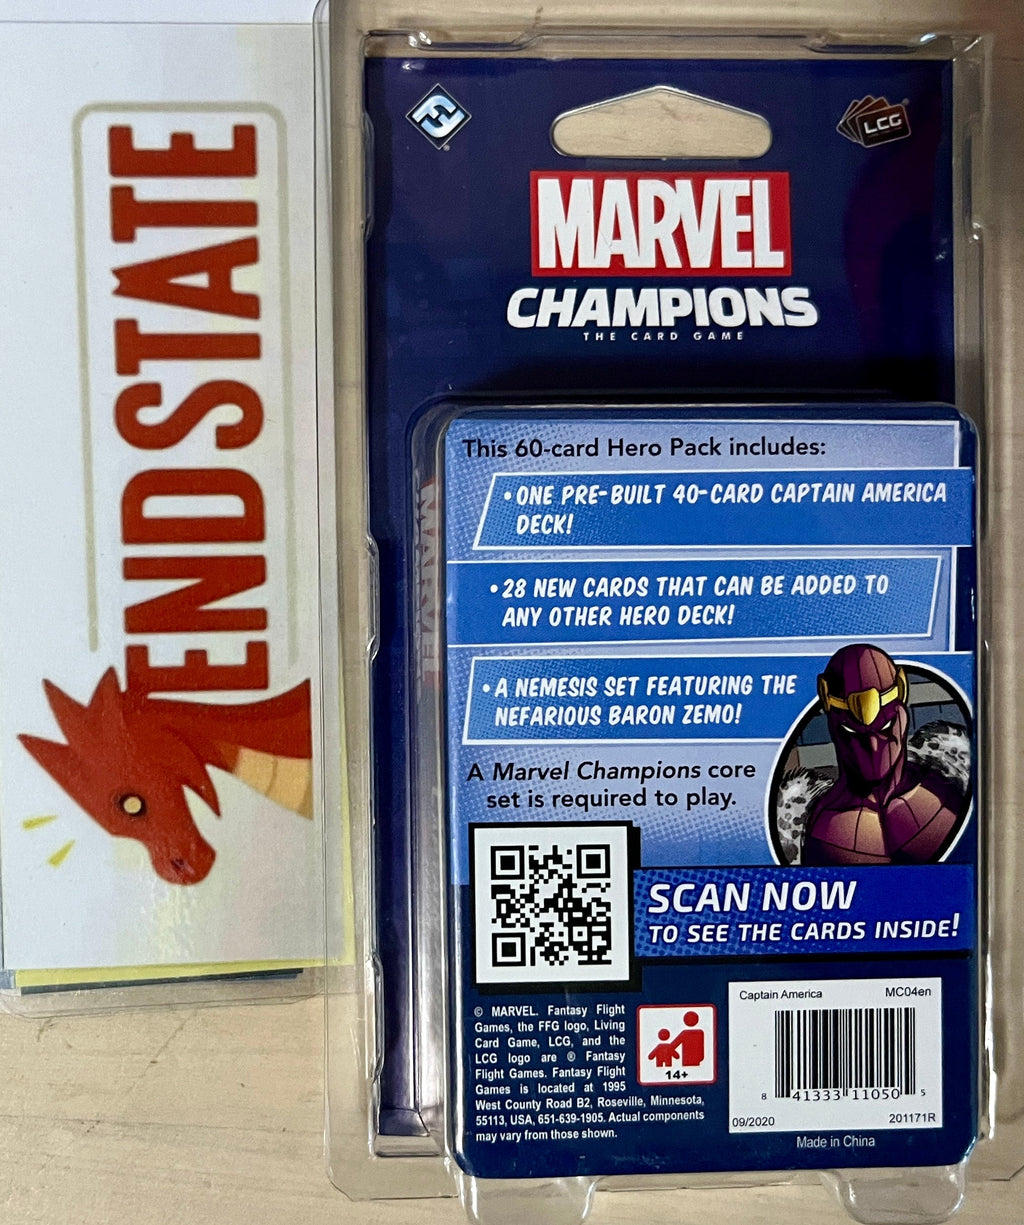 ENDSTATE
LCG
MARVEL
CHAMPIONS
THE CARD GAME
MARVEL
This 60-card Hero Pack includes:
• ONE PRE-BUILT 40-CARD CAPTAIN AMERICA
DECK!
• 28 NEW CARDS THAT CAN BE ADDED TO
ANY OTHER HERO DECK!
• A NEMESIS SET FEATURING THE
NEFARIOUS BARON ZEMO!
A Marvel Champions core
set is required to play.
SCAN NOW
TO SEE THE CARDS INSIDE!
© MARVEL. Fantasy Flight
Games, the FFG logo, Living
Card Game, LCG, and the
LCG logo are ® Fantasy
Flight Games. Fantasy Flight
Games is located at 1995
West County Road B2, Roseville, Minnesota,
55113, USA, 651-639-1905. Actual components
may vary from those shown.
14+
Captain America MC04en
8 41333 11050 5
09/2020 201171R
Made in China